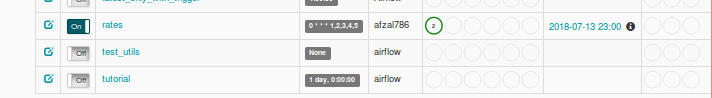 On rates 0 * * * 1,2,3,4,5 afzal786 2 2018-07-13 23:00
Off test_utils None airflow
Off tutorial 1 day, 0:00:00 airflow